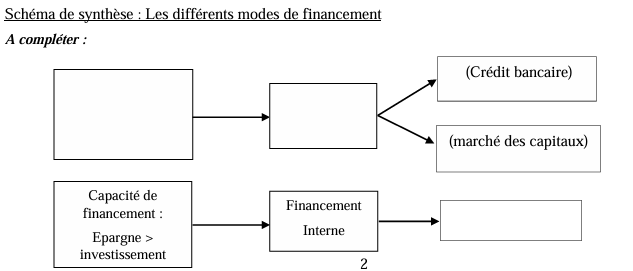 Schéma de synthèse : Les différents modes de financement
A compléter :
(Crédit bancaire)
(marché des capitaux)
Capacité de
financement :
Epargne >
investissement
Financement
Interne
2